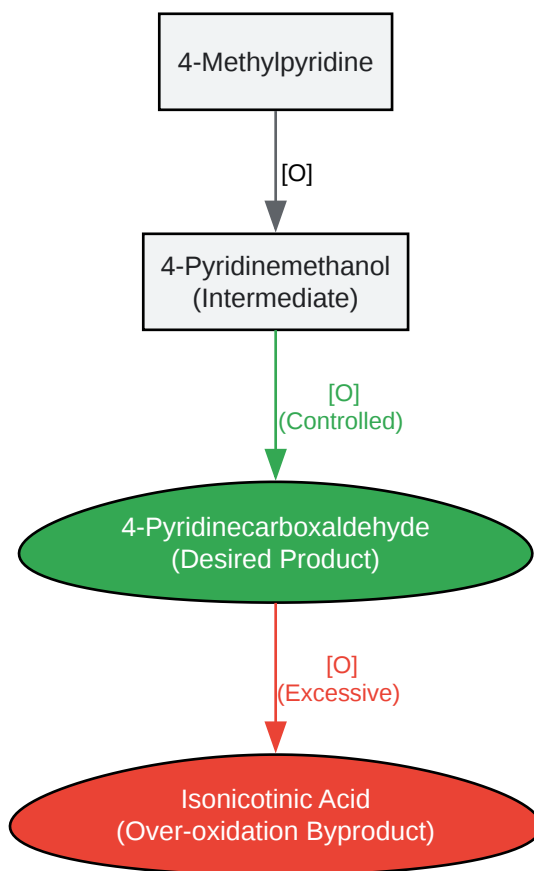 4-Methylpyridine
[O]
4-Pyridinemethanol
(Intermediate)
[O]
(Controlled)
4-Pyridinecarboxaldehyde
(Desired Product)
[O]
(Excessive)
Isonicotinic Acid
(Over-oxidation Byproduct)